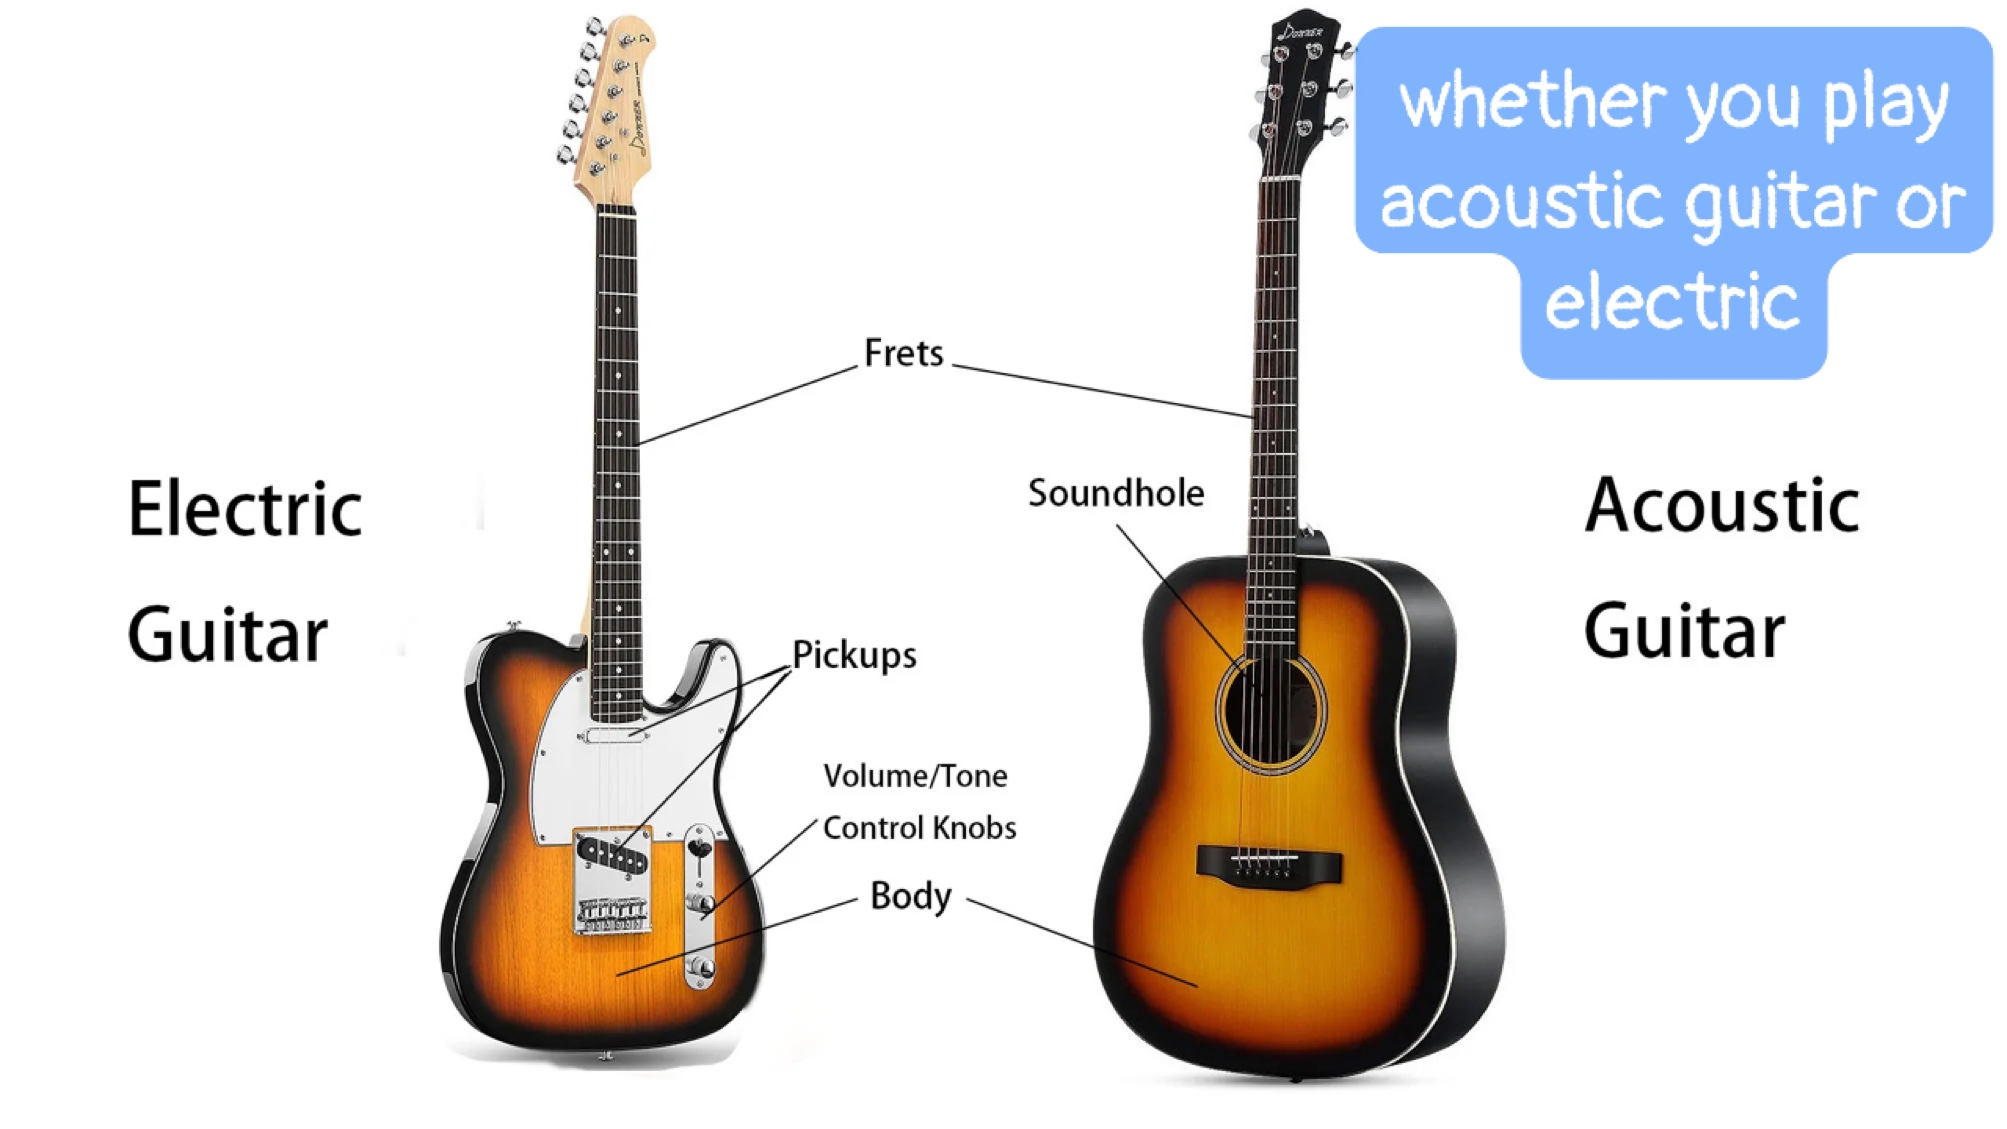 DONNER
DONNER
whether you play
acoustic guitar or
electric
Frets
Electric
Guitar
Soundhole
Acoustic
Guitar
Pickups
Volume/Tone
Control Knobs
Body